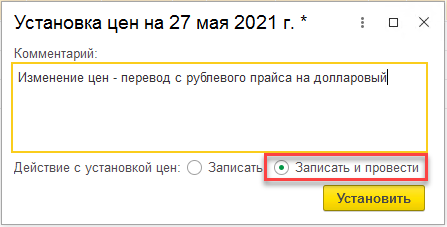 Установка цен на 27 мая 2021 г. *
Комментарий:
Изменение цен - перевод с рублевого прайса на долларовый
Действие с установкой цен: Записать Записать и провести
Установить